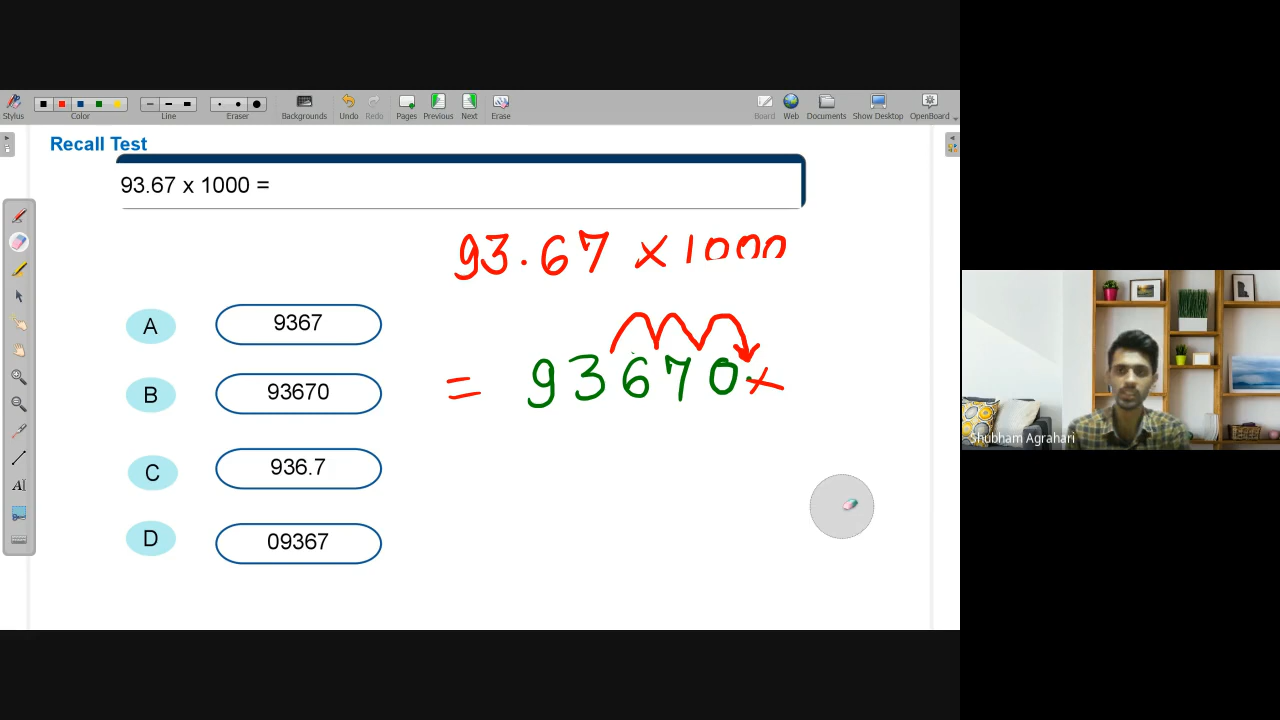 Stylus
Color
Line
Eraser
Backgrounds
Undo
Redo
Pages
Previous
Next
Erase
Board
Web
Documents
Show Desktop
OpenBoard
Recall Test
93.67 x 1000 =
93.67 × 1000
A 9367
B 93670
= 93670. ×
C 936.7
D 09367
AI
Shubham Agrahari